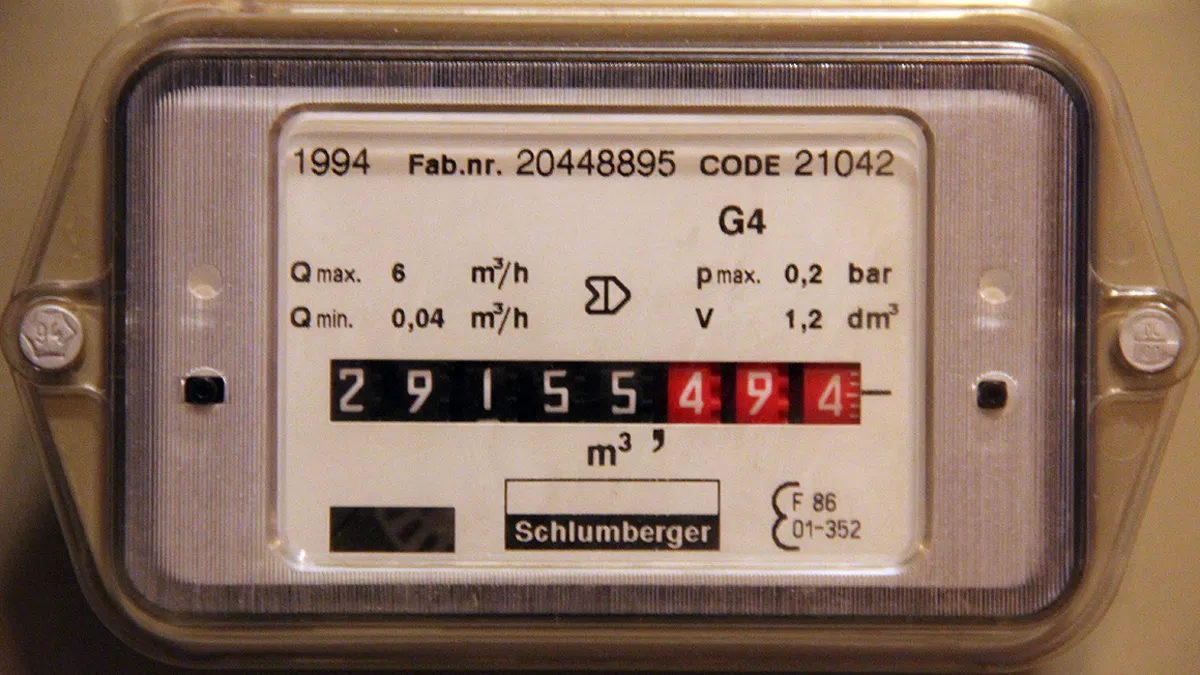 1994 Fab.nr. 20448895 CODE 21042
G4
Q max. 6 m³/h p max. 0,2 bar
Q min. 0,04 m³/h V 1,2 dm³
29155494
m³ ,
Schlumberger
F 86
01-352
94